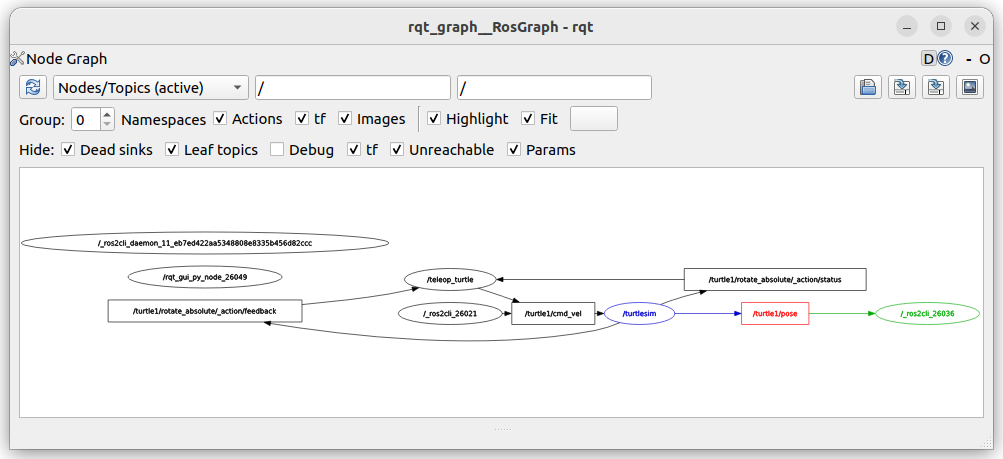 rqt_graph__RosGraph - rqt
Node Graph
D - O
Nodes/Topics (active) / /
Group: 0 Namespaces Actions tf Images Highlight Fit
Hide: Dead sinks Leaf topics Debug tf Unreachable Params
/_ros2cli_daemon_11_eb7ed422aa5348808e8335b456d82ccc
/rqt_gui_py_node_26049
/teleop_turtle
/turtle1/rotate_absolute/_action/status
/turtle1/rotate_absolute/_action/feedback
/_ros2cli_26021
/turtle1/cmd_vel
/turtlesim
/turtle1/pose
/_ros2cli_26036